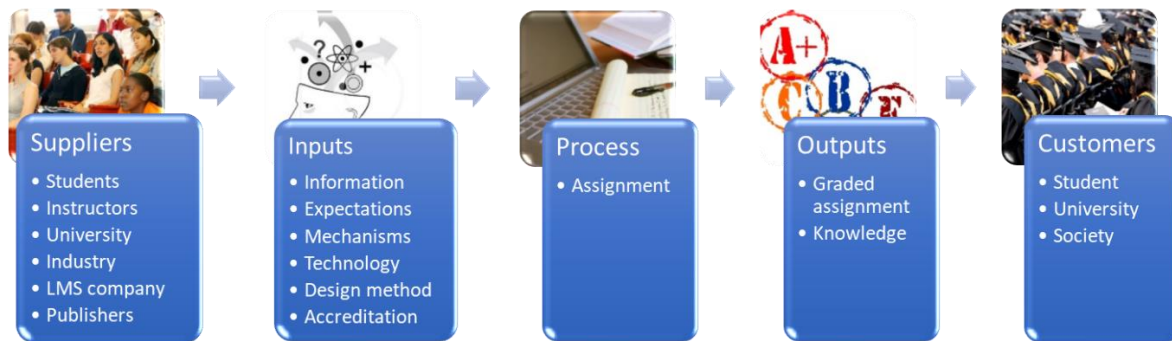 Suppliers
• Students
• Instructors
• University
• Industry
• LMS company
• Publishers
?
+
Inputs
• Information
• Expectations
• Mechanisms
• Technology
• Design method
• Accreditation
Process
• Assignment
A+
B
C
F
Outputs
• Graded
assignment
• Knowledge
Customers
• Student
• University
• Society